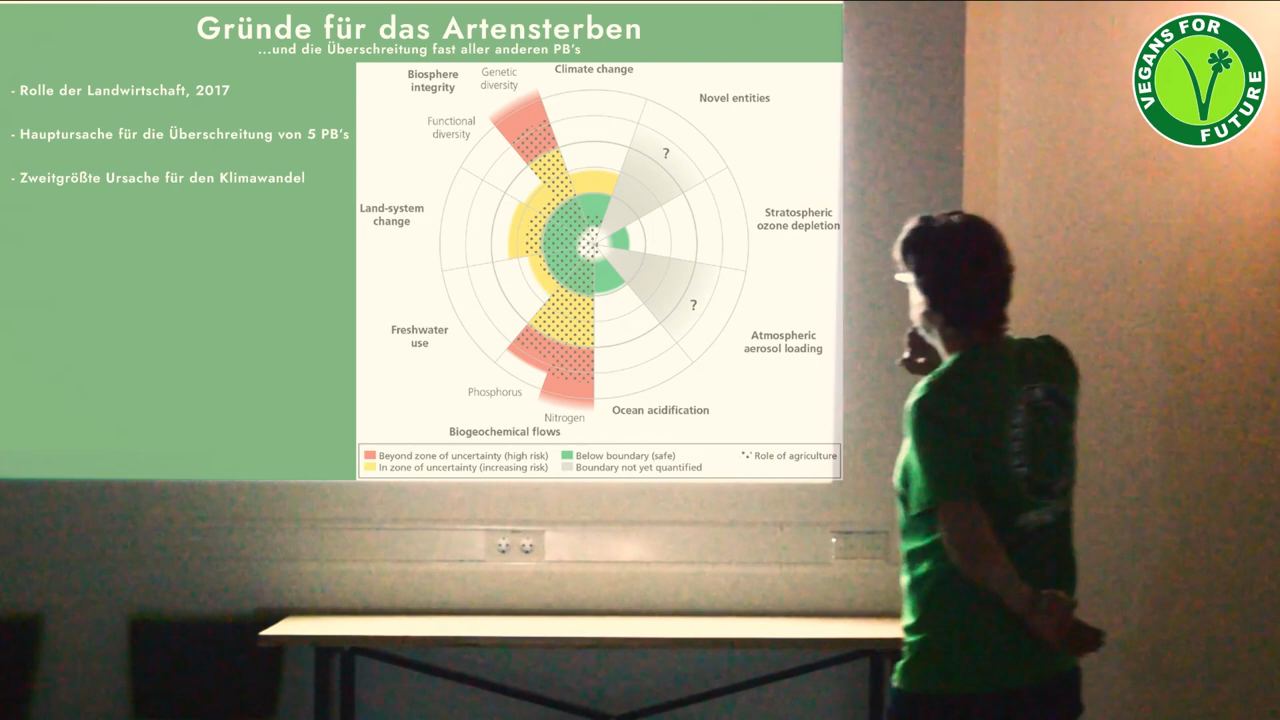 Gründe für das Artensterben
...und die Überschreitung fast aller anderen PB's
- Rolle der Landwirtschaft, 2017
- Hauptursache für die Überschreitung von 5 PB's
- Zweitgrößte Ursache für den Klimawandel
Biosphere
integrity
Genetic
diversity
Functional
diversity
Climate change
Novel entities
?
Land-system
change
Stratospheric
ozone depletion
?
Freshwater
use
Atmospheric
aerosol loading
Phosphorus
Nitrogen
Biogeochemical flows
Ocean acidification
Beyond zone of uncertainty (high risk)
In zone of uncertainty (increasing risk)
Below boundary (safe)
Boundary not yet quantified
Role of agriculture
VEGANS FOR
FUTURE